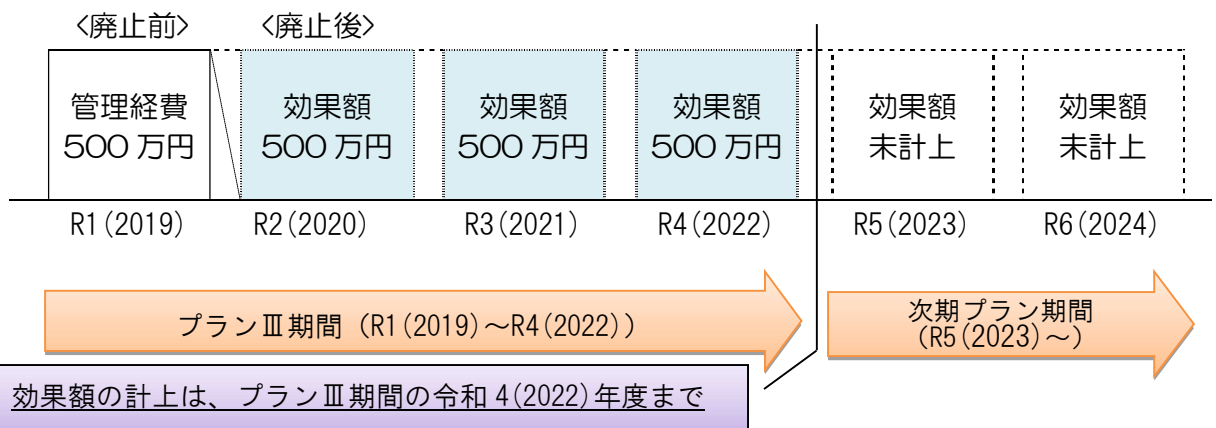 <廃止前> <廃止後>
管理経費 効果額 効果額 効果額 効果額 効果額
500万円 500万円 500万円 500万円 未計上 未計上
R1(2019) R2(2020) R3(2021) R4(2022) R5(2023) R6(2024)
プランⅢ期間（R1(2019)～R4(2022)）
次期プラン期間
(R5(2023)～)
効果額の計上は、プランⅢ期間の令和4(2022)年度まで